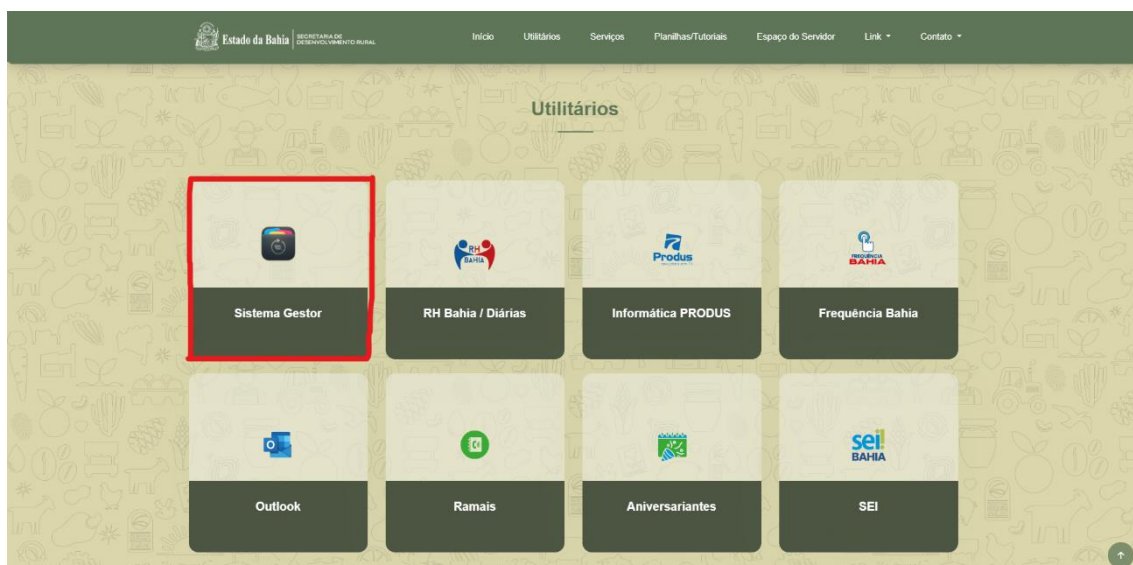 Estado da Bahia
SECRETARIA DE
DESENVOLVIMENTO RURAL
Início Utilitários Serviços Planilhas/Tutoriais Espaço do Servidor Link Contato
Utilitários
RH
BAHIA
Produs
FREQUÊNCIA
BAHIA
Sistema Gestor
RH Bahia / Diárias
Informática PRODUS
Frequência Bahia
sei!
BAHIA
Outlook
Ramais
Aniversariantes
SEI